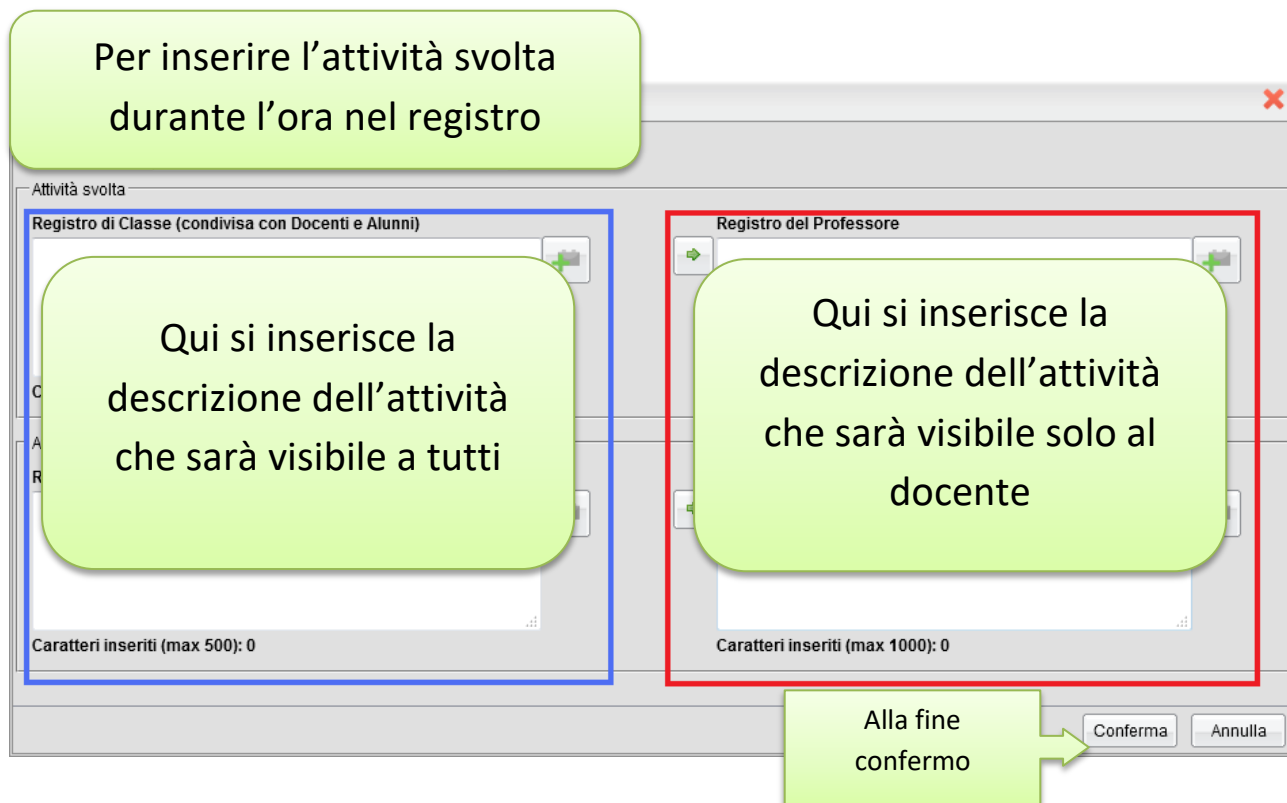 Per inserire l’attività svolta
durante l’ora nel registro
Attività svolta
Registro di Classe (condivisa con Docenti e Alunni)
Registro del Professore
Qui si inserisce la
descrizione dell’attività
che sarà visibile a tutti
Qui si inserisce la
descrizione dell’attività
che sarà visibile solo al
docente
Caratteri inseriti (max 500): 0
Caratteri inseriti (max 1000): 0
Alla fine
confermo
Conferma
Annulla